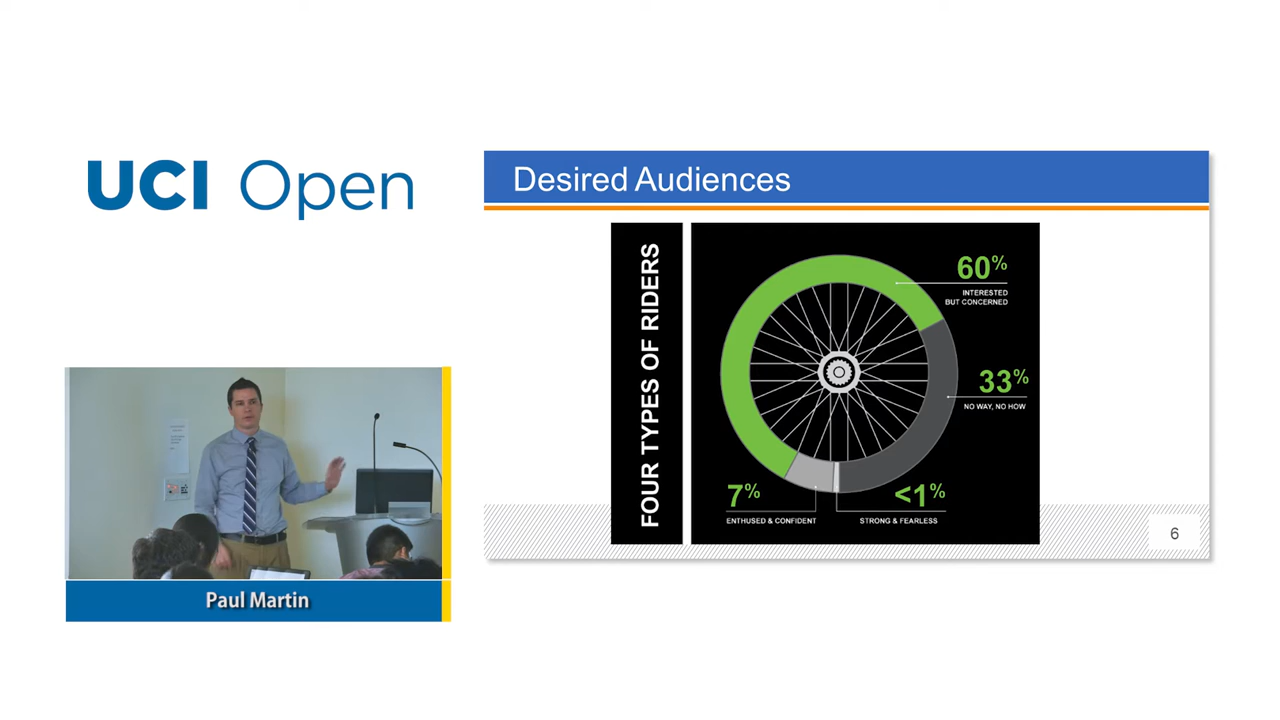 UCI Open
Desired Audiences
FOUR TYPES OF RIDERS
60%
INTERESTED
BUT CONCERNED
33%
NO WAY, NO HOW
7%
ENTHUSED & CONFIDENT
<1%
STRONG & FEARLESS
6
Paul Martin